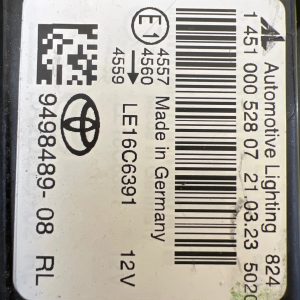 Automotive Lighting 824
1 451 000 528 07 21 03.23 5020
Made in Germany
E1
4557
4560
4559
LE16C6391 12V
9498489-08 RL